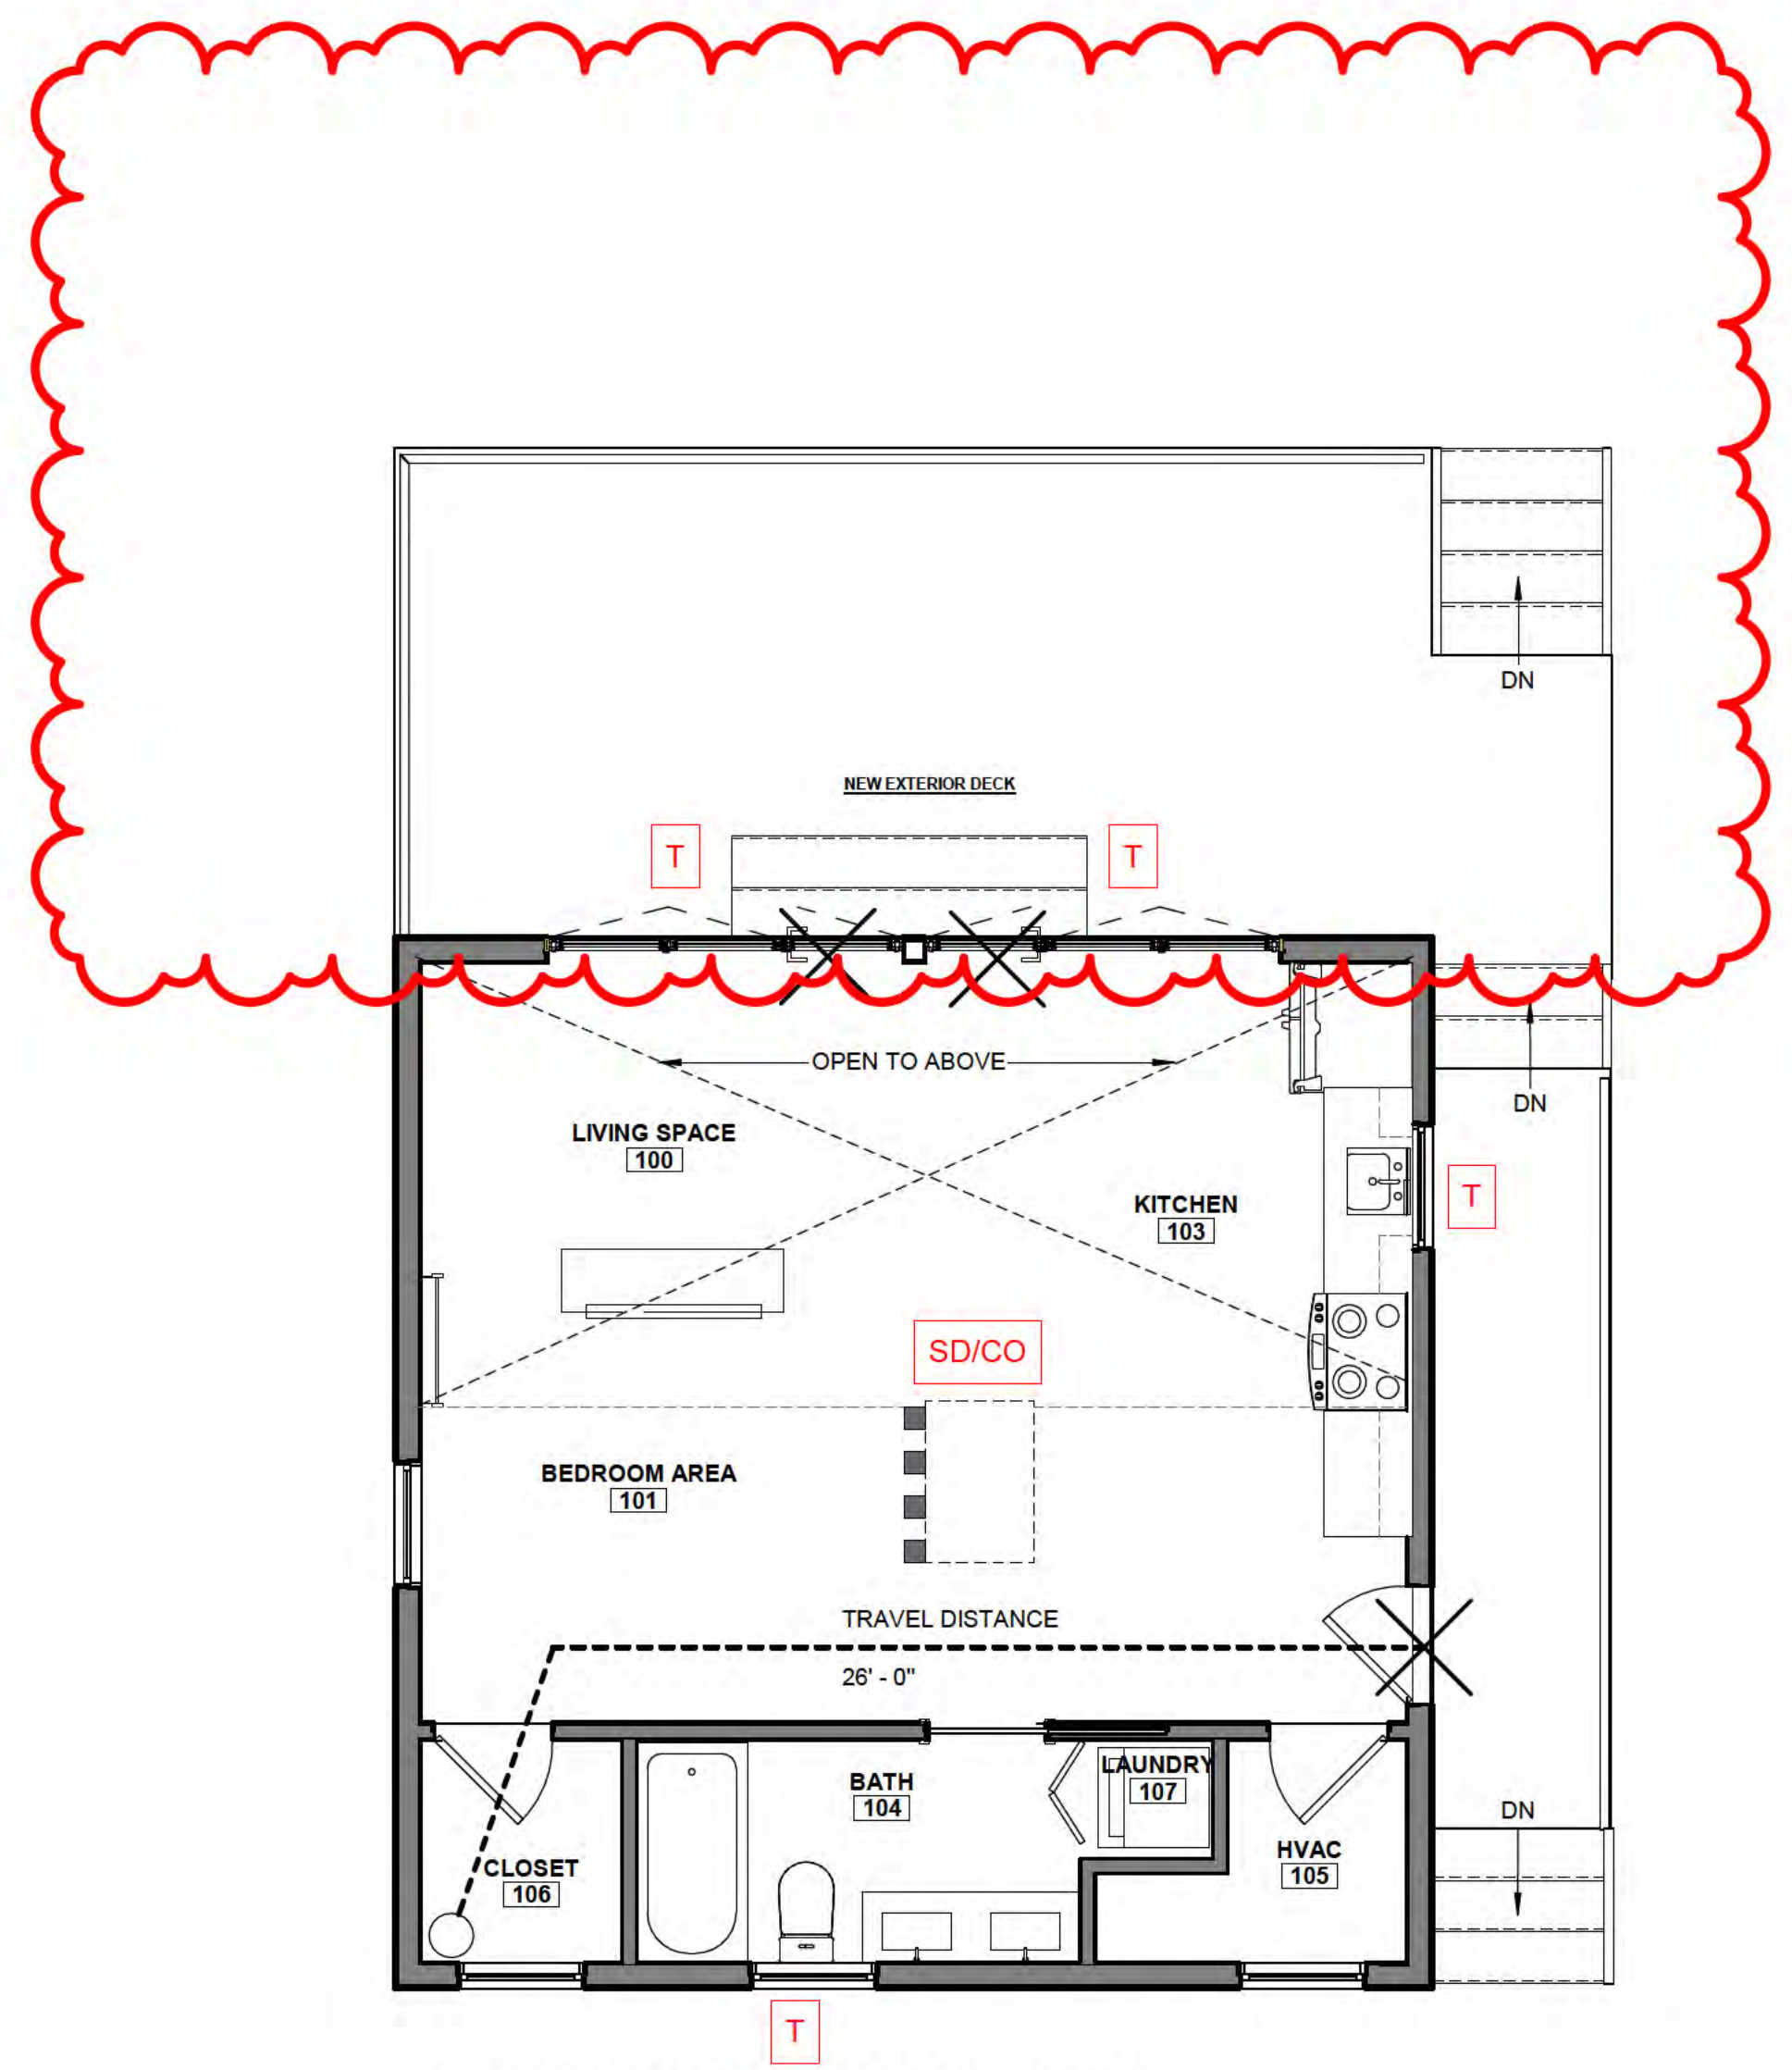 DN
NEW EXTERIOR DECK
T
T
OPEN TO ABOVE
DN
LIVING SPACE
100
T
KITCHEN
103
SD/CO
BEDROOM AREA
101
TRAVEL DISTANCE
26' - 0"
LAUNDRY
107
BATH
104
DN
HVAC
105
CLOSET
106
T